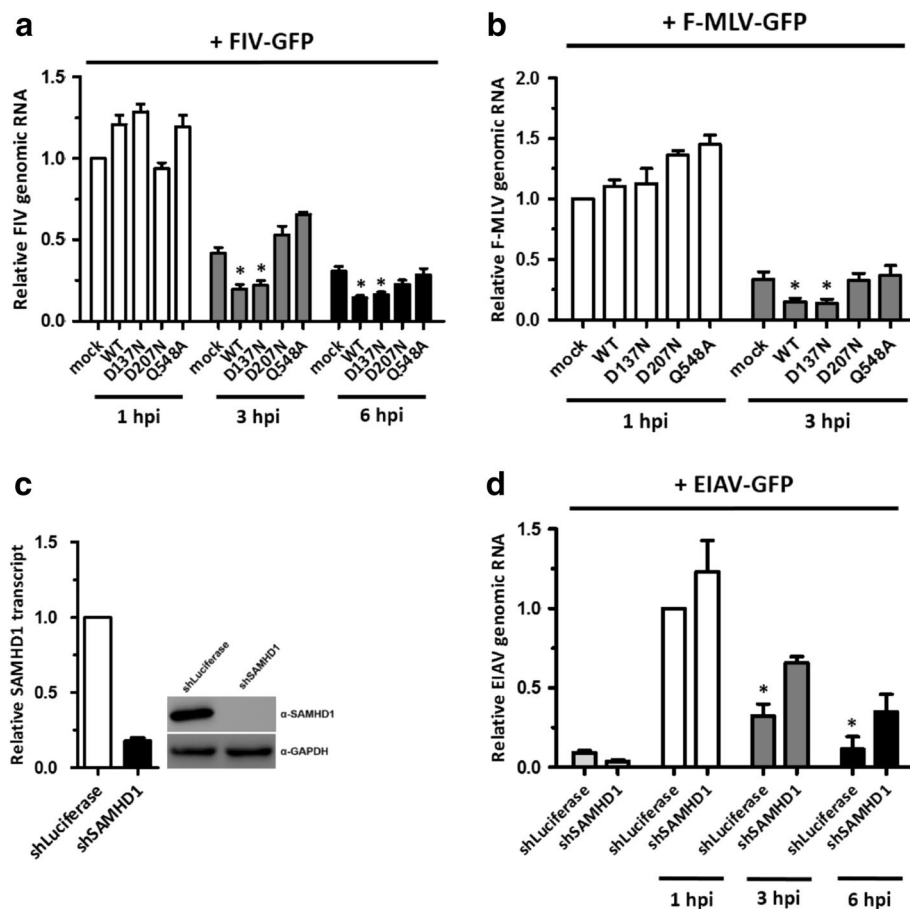 a
+ FIV-GFP
Relative FIV genomic RNA
1.5
1.0
0.5
0.0
* * * *
mock WT D137N D207N Q548A mock WT D137N D207N Q548A mock WT D137N D207N Q548A
1 hpi 3 hpi 6 hpi
b
+ F-MLV-GFP
Relative F-MLV genomic RNA
2.0
1.5
1.0
0.5
0.0
* *
mock WT D137N D207N Q548A mock WT D137N D207N Q548A
1 hpi 3 hpi
c
Relative SAMHD1 transcript
1.5
1.0
0.5
0.0
shLuciferase shSAMHD1
shLuciferase shSAMHD1
α-SAMHD1
α-GAPDH
d
+ EIAV-GFP
Relative EIAV genomic RNA
1.5
1.0
0.5
0.0
* *
shLuciferase shSAMHD1 shLuciferase shSAMHD1 shLuciferase shSAMHD1 shLuciferase shSAMHD1
1 hpi 3 hpi 6 hpi